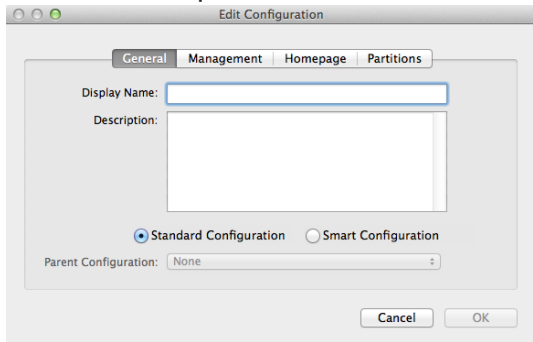 Edit Configuration
General Management Homepage Partitions
Display Name:
Description:
Standard Configuration Smart Configuration
Parent Configuration: None
Cancel OK